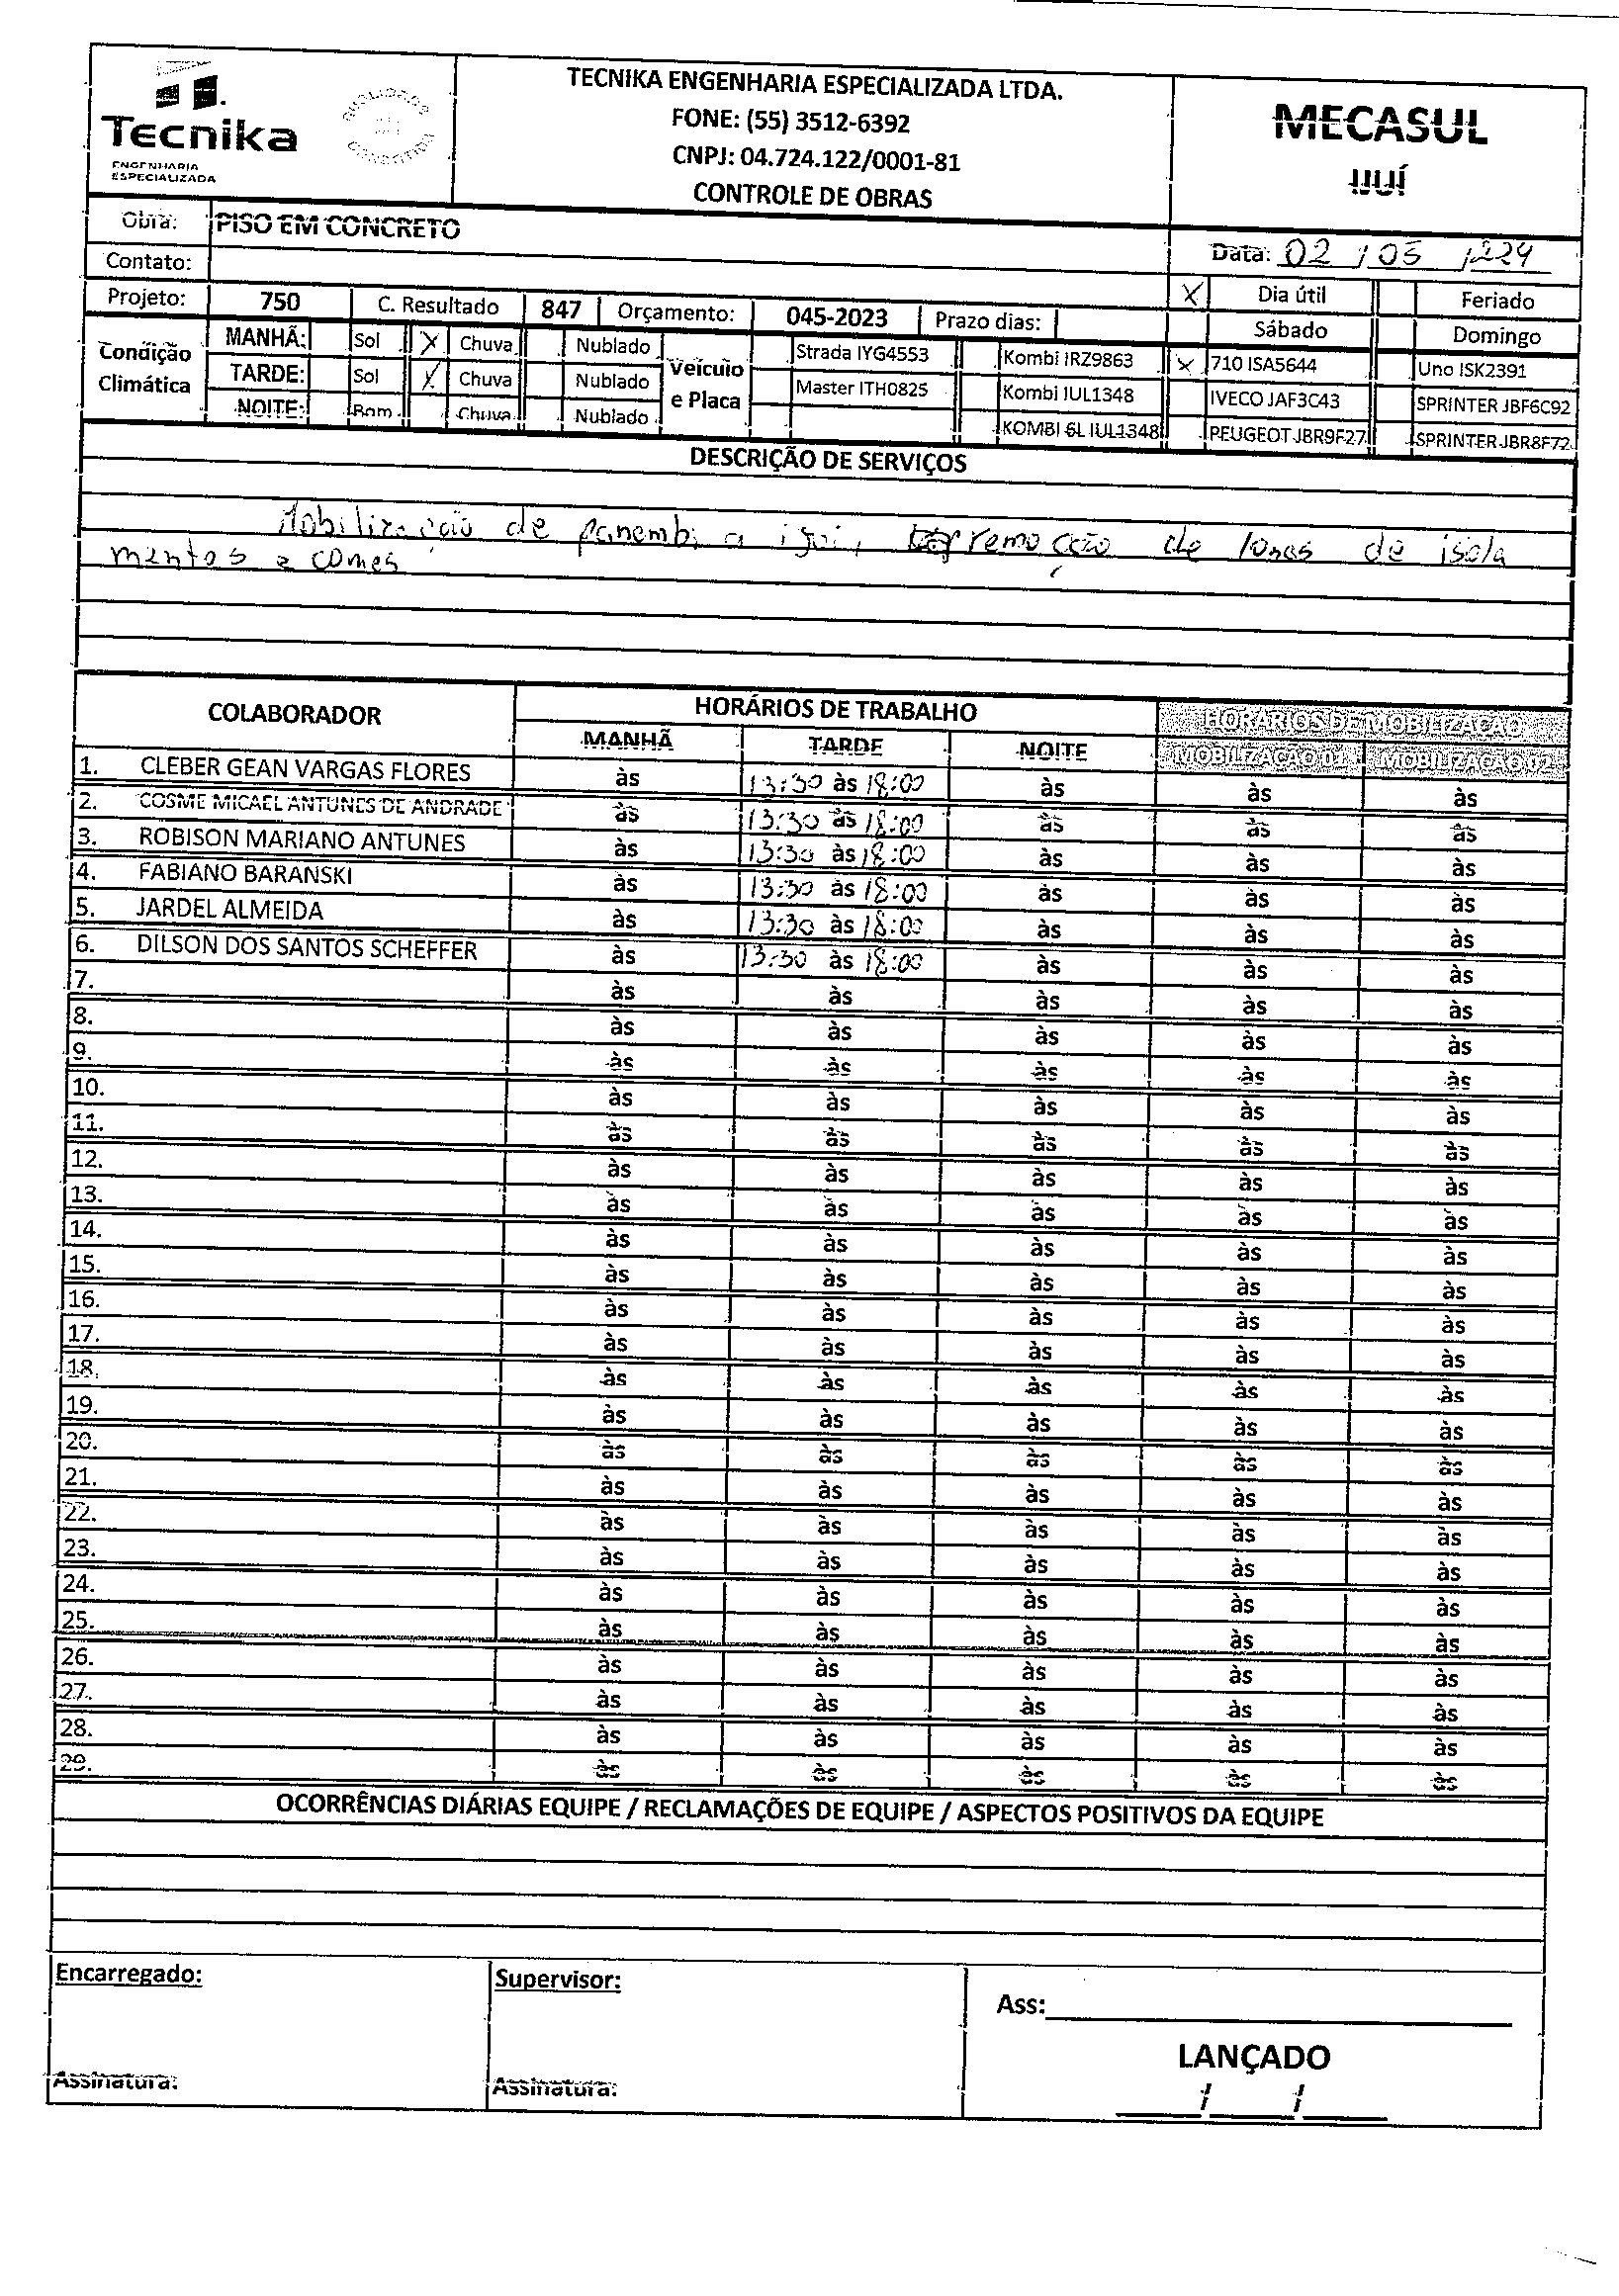 Tecnika
ENGENHARIA
ESPECIALIZADA
TECNIKA ENGENHARIA ESPECIALIZADA LTDA.
FONE: (55) 3512-6392
CNPJ: 04.724.122/0001-81
CONTROLE DE OBRAS
MECASUL
IJUÍ
Obra: PISO EM CONCRETO
Data: 02 / 05 /
Contato:
Projeto: 750 C. Resultado 847 Orçamento: 045-2023 Prazo dias:
X Dia útil Feriado
Sábado Domingo
Condição Climática
MANHÃ: Sol X Chuva Nublado
TARDE: Sol X Chuva Nublado
NOITE: Bom Chuva Nublado
Veículo e Placa
Strada IYG4553 Kombi IRZ9863 X 710 ISA5644 Uno ISK2391
Master ITH0825 Kombi IUL1348 IVECO JAF3C43 SPRINTER JBF6C92
KOMBI 6L IUL1348 PEUGEOT JBR9F27 SPRINTER JBR8F72
DESCRIÇÃO DE SERVIÇOS
Mobilização de panambi a remoção de lonas de isola
mentos e
COLABORADOR HORÁRIOS DE TRABALHO HORÁRIOS DE MOBILIZAÇÃO
MANHÃ TARDE NOITE MOBILIZAÇÃO 01 MOBILIZAÇÃO 02
1. CLEBER GEAN VARGAS FLORES às 13:30 às 18:00 às às às
2. COSME MICAEL ANTUNES DE ANDRADE às 13:30 às 18:00 às às às
3. ROBISON MARIANO ANTUNES às 13:30 às 18:00 às às às
4. FABIANO BARANSKI às 13:30 às 18:00 às às às
5. JARDEL ALMEIDA às 13:30 às 18:00 às às às
6. DILSON DOS SANTOS SCHEFFER às 13:30 às 18:00 às às às
7. às às às às às
8. às às às às às
9. às às às às às
10. às às às às às
11. às às às às às
12. às às às às às
13. às às às às às
14. às às às às às
15. às às às às às
16. às às às às às
17. às às às às às
18. às às às às às
19. às às às às às
20. às às às às às
21. às às às às às
22. às às às às às
23. às às às às às
24. às às às às às
25. às às às às às
26. às às às às às
27. às às às às às
28. às às às às às
29. às às às às às
OCORRÊNCIAS DIÁRIAS EQUIPE / RECLAMAÇÕES DE EQUIPE / ASPECTOS POSITIVOS DA EQUIPE
Encarregado: Supervisor:
Ass:
LANÇADO
Assinatura: Assinatura:
/ /